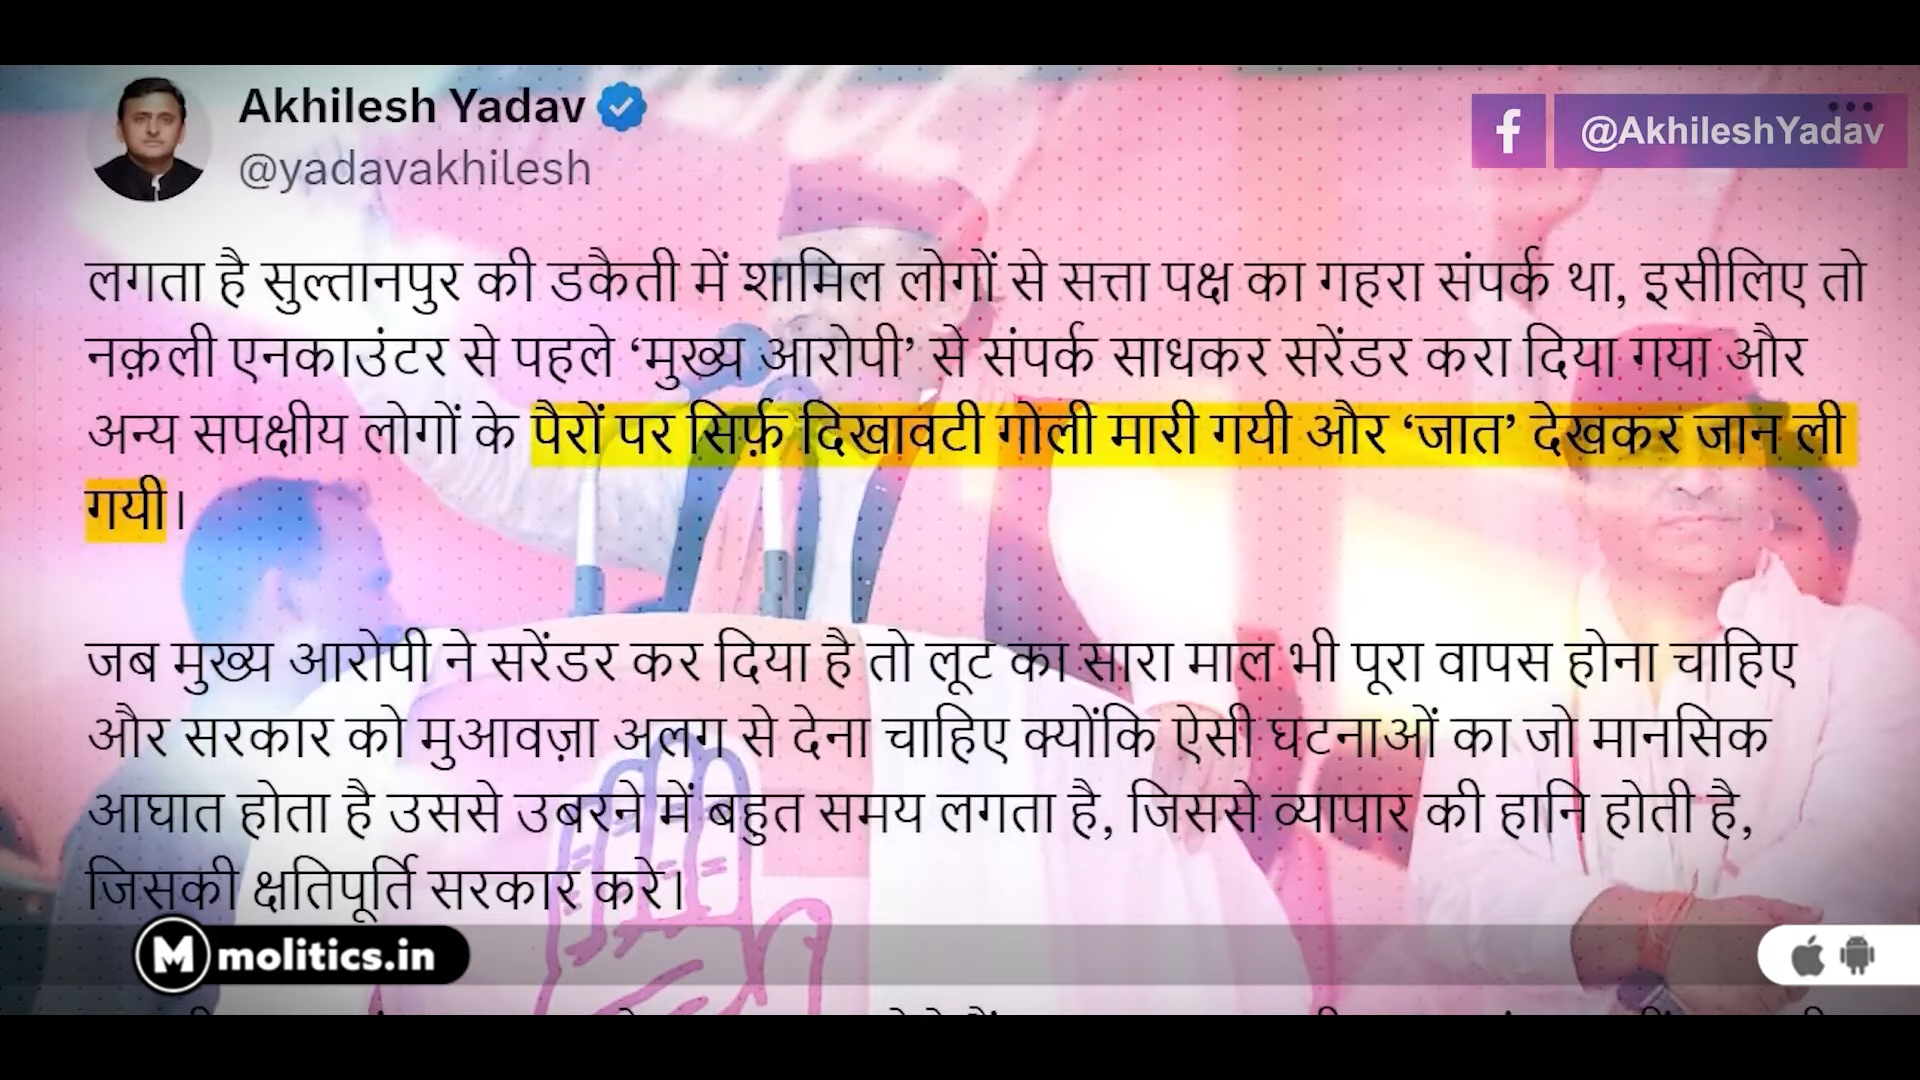 Akhilesh Yadav
@yadavakhilesh
f @AkhileshYadav
लगता है सुल्तानपुर की डकैती में शामिल लोगों से सत्ता पक्ष का गहरा संपर्क था, इसीलिए तो
नक़ली एनकाउंटर से पहले ‘मुख्य आरोपी’ से संपर्क साधकर सरेंडर करा दिया गया और
अन्य सपक्षीय लोगों के पैरों पर सिर्फ़ दिखावटी गोली मारी गयी और ‘जात’ देखकर जान ली
गयी।
जब मुख्य आरोपी ने सरेंडर कर दिया है तो लूट का सारा माल भी पूरा वापस होना चाहिए
और सरकार को मुआवज़ा अलग से देना चाहिए क्योंकि ऐसी घटनाओं का जो मानसिक
आघात होता है उससे उबरने में बहुत समय लगता है, जिससे व्यापार की हानि होती है,
जिसकी क्षतिपूर्ति सरकार करे।
M molitics.in